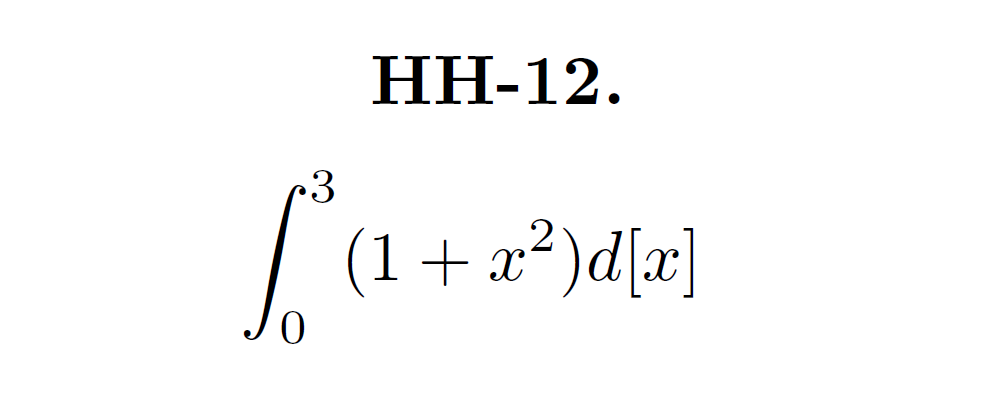 HH-12.
∫₀³(1 + x²)d[x]